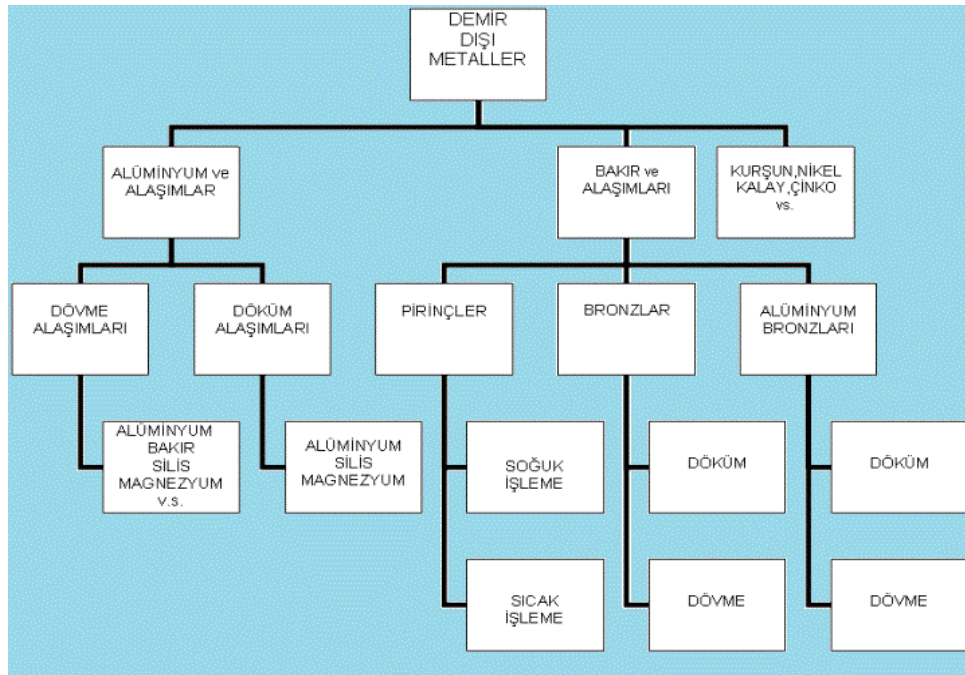 DEMİR
DIŞI
METALLER
ALÜMİNYUM ve
ALAŞIMLAR
BAKIR ve
ALAŞIMLARI
KURŞUN,NİKEL
KALAY,ÇİNKO
vs.
DÖVME
ALAŞIMLARI
DÖKÜM
ALAŞIMLARI
PİRİNÇLER
BRONZLAR
ALÜMİNYUM
BRONZLARI
ALÜMİNYUM
BAKIR
SİLİS
MAGNEZYUM
v.s.
ALÜMİNYUM
SİLİS
MAGNEZYUM
SOĞUK
İŞLEME
DÖKÜM
DÖKÜM
SICAK
İŞLEME
DÖVME
DÖVME